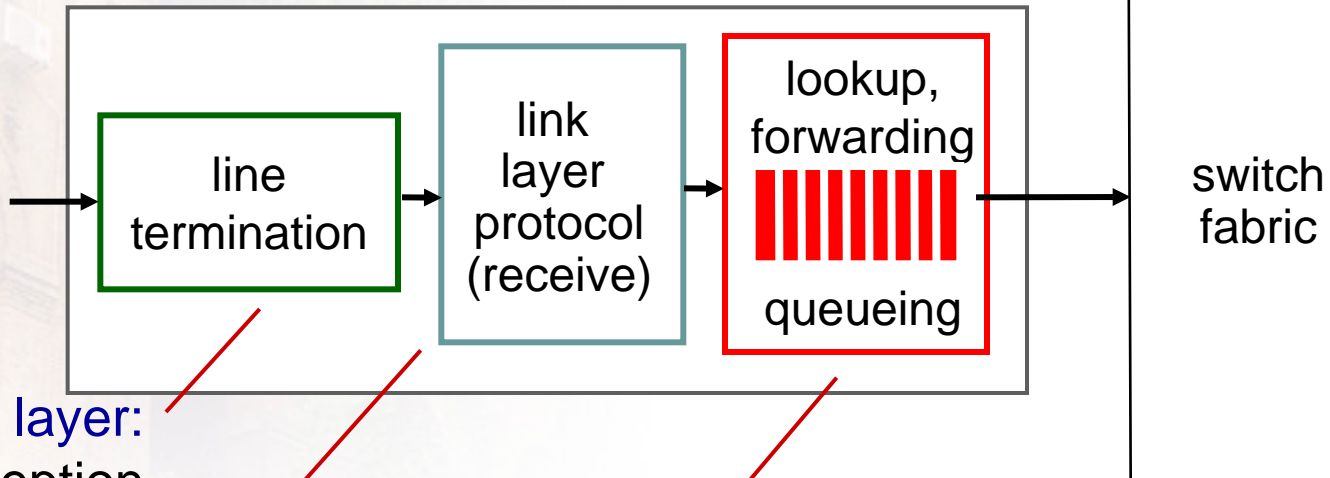 line
termination
link
layer
protocol
(receive)
lookup,
forwarding
queueing
switch
fabric
layer: